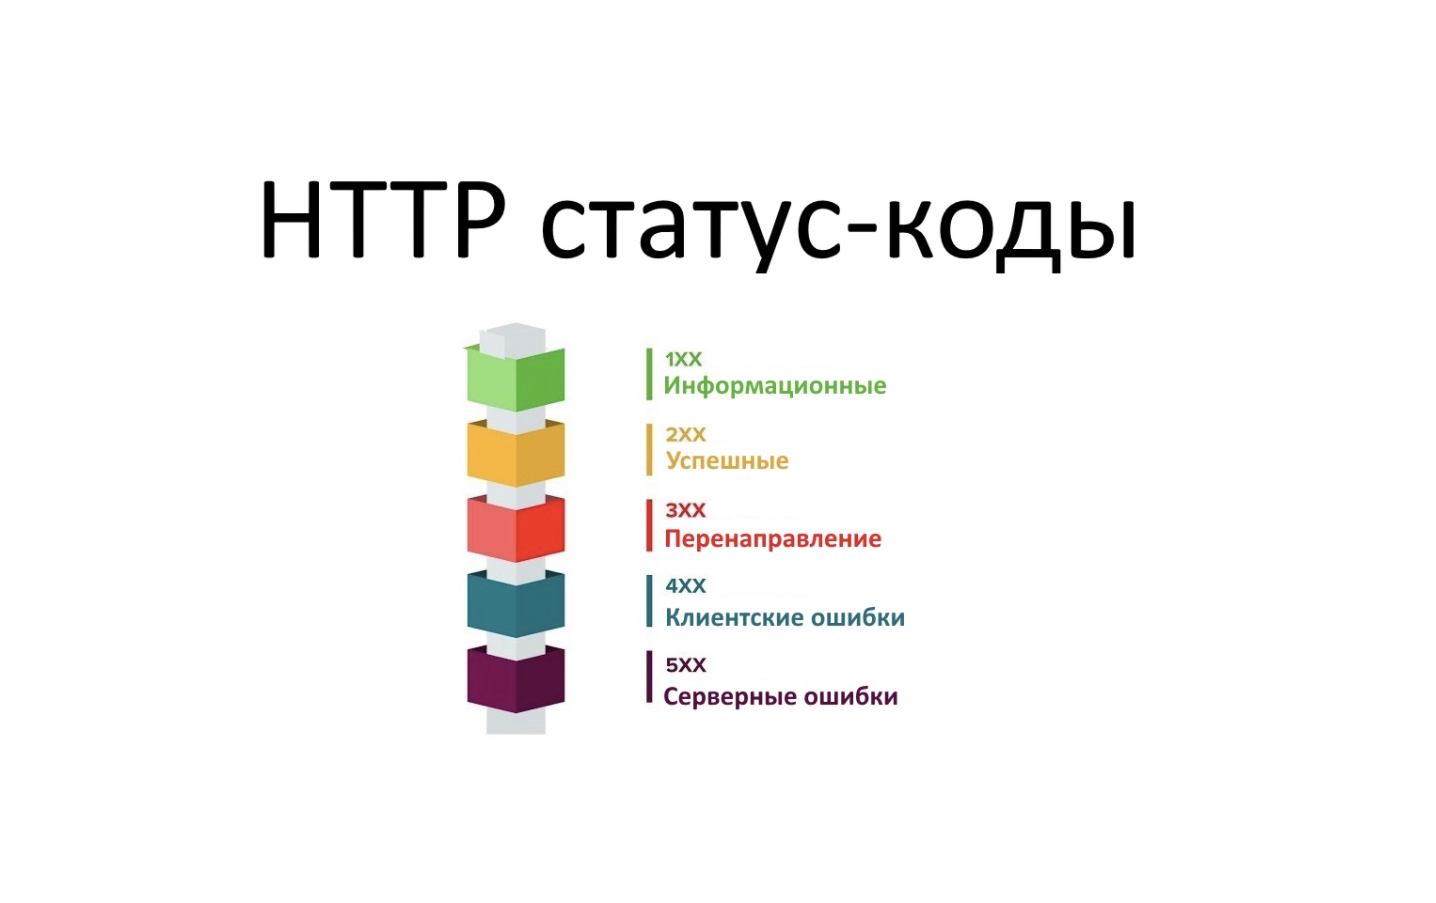 HTTP статус-коды
1XX
Информационные
2XX
Успешные
3XX
Перенаправление
4XX
Клиентские ошибки
5XX
Серверные ошибки